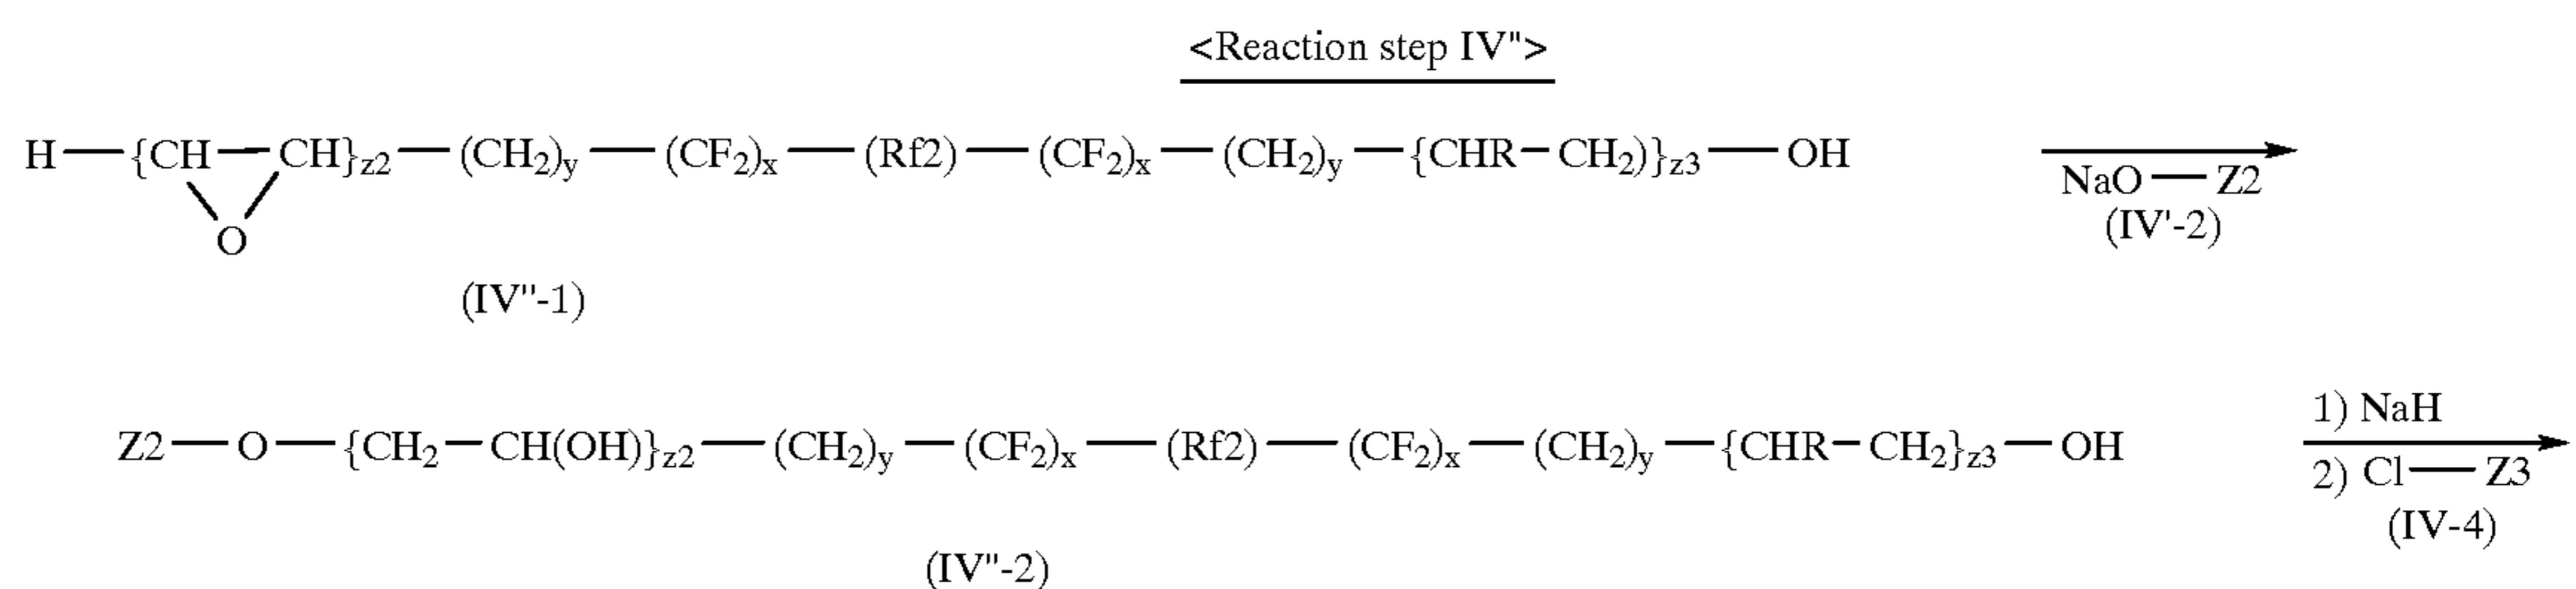 <Reaction step IV">
H—{CH—CH}z2—(CH2)y—(CF2)x—(Rf2)—(CF2)x—(CH2)y—{CHR—CH2)}z3—OH
O
NaO—Z2
(IV'-2)
(IV"-1)
Z2—O—{CH2—CH(OH)}z2—(CH2)y—(CF2)x—(Rf2)—(CF2)x—(CH2)y—{CHR—CH2}z3—OH
1) NaH
2) Cl—Z3
(IV-4)
(IV"-2)